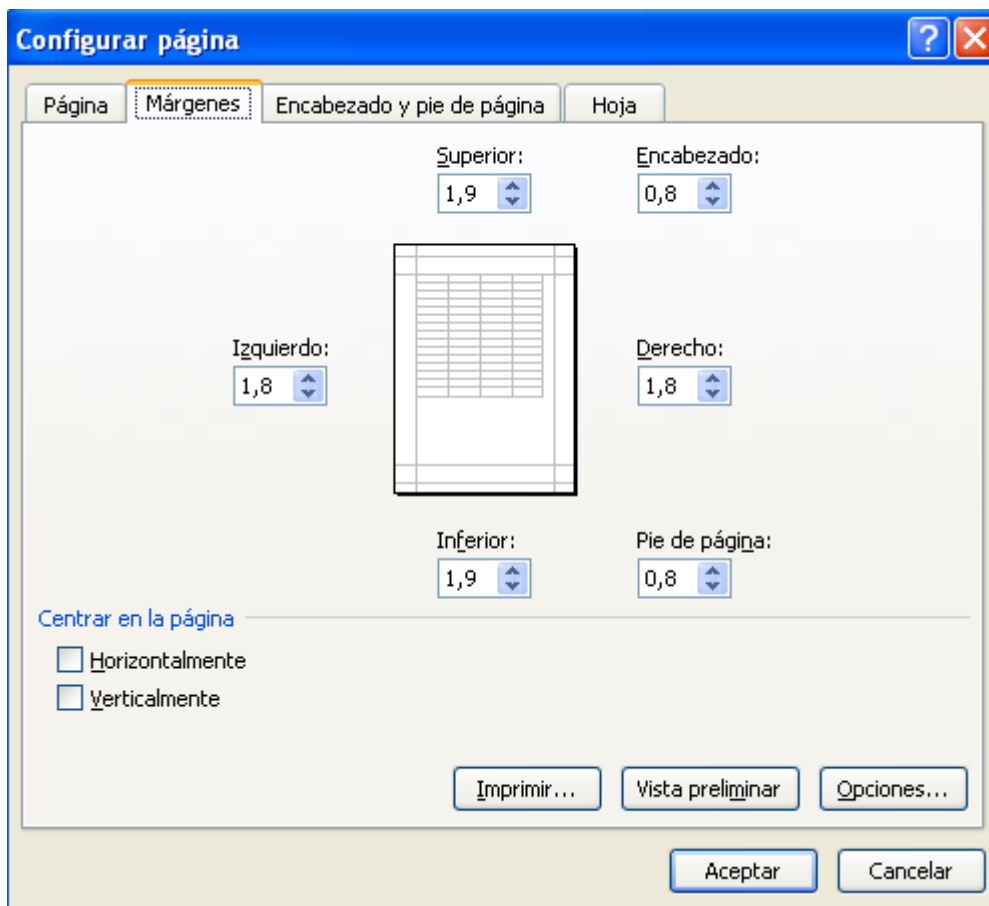 Configurar página
Página Márgenes Encabezado y pie de página Hoja
Superior: Encabezado:
1,9 0,8
Izquierdo: Derecho:
1,8 1,8
Inferior: Pie de página:
1,9 0,8
Centrar en la página
Horizontalmente
Verticalmente
Imprimir... Vista preliminar Opciones...
Aceptar Cancelar